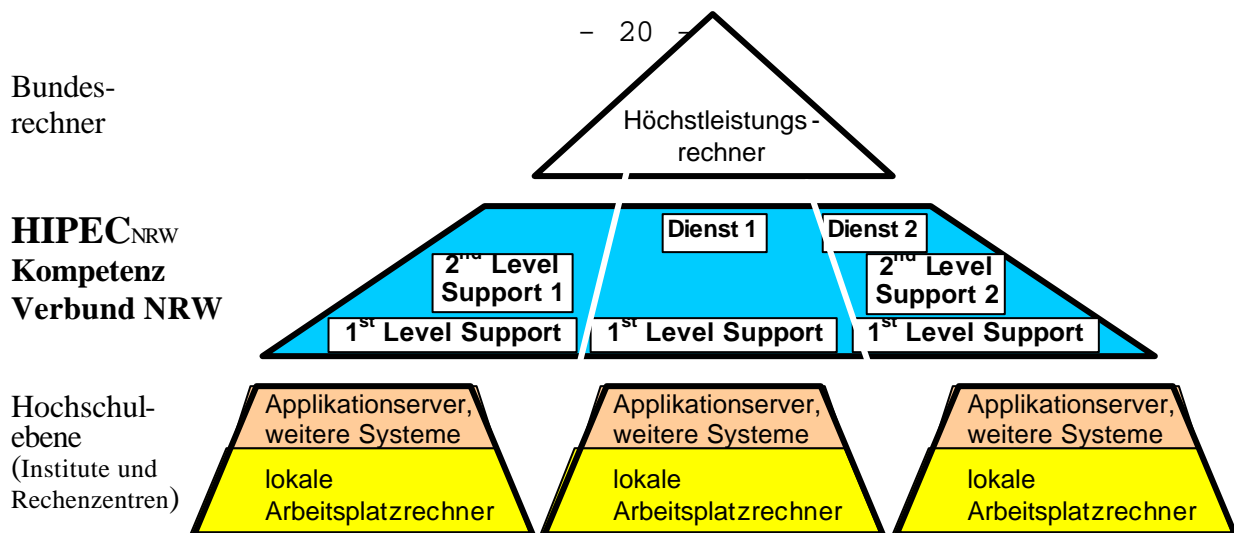 - 20 -
Bundes-
rechner
Höchstleistungs-
rechner
HIPECNRW
Kompetenz
Verbund NRW
Dienst 1
Dienst 2
2nd Level
Support 1
2nd Level
Support 2
1st Level Support
1st Level Support
1st Level Support
Hochschul-
ebene
(Institute und
Rechenzentren)
Applikationserver,
weitere Systeme
Applikationserver,
weitere Systeme
Applikationserver,
weitere Systeme
lokale
Arbeitsplatzrechner
lokale
Arbeitsplatzrechner
lokale
Arbeitsplatzrechner